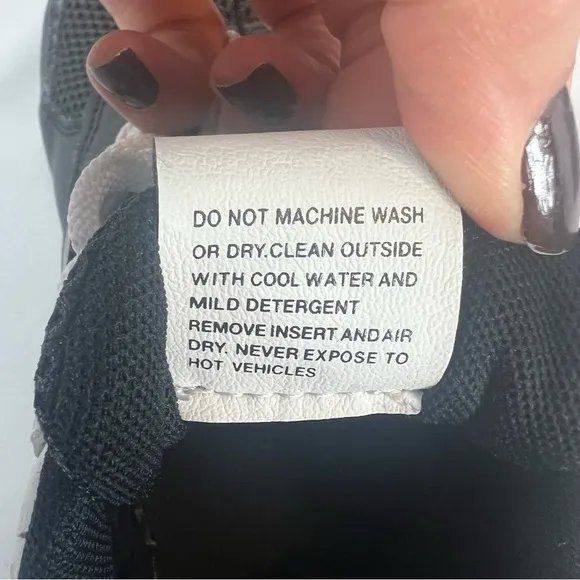 DO NOT MACHINE WASH
OR DRY.CLEAN OUTSIDE
WITH COOL WATER AND
MILD DETERGENT
REMOVE INSERT AND AIR
DRY. NEVER EXPOSE TO
HOT VEHICLES